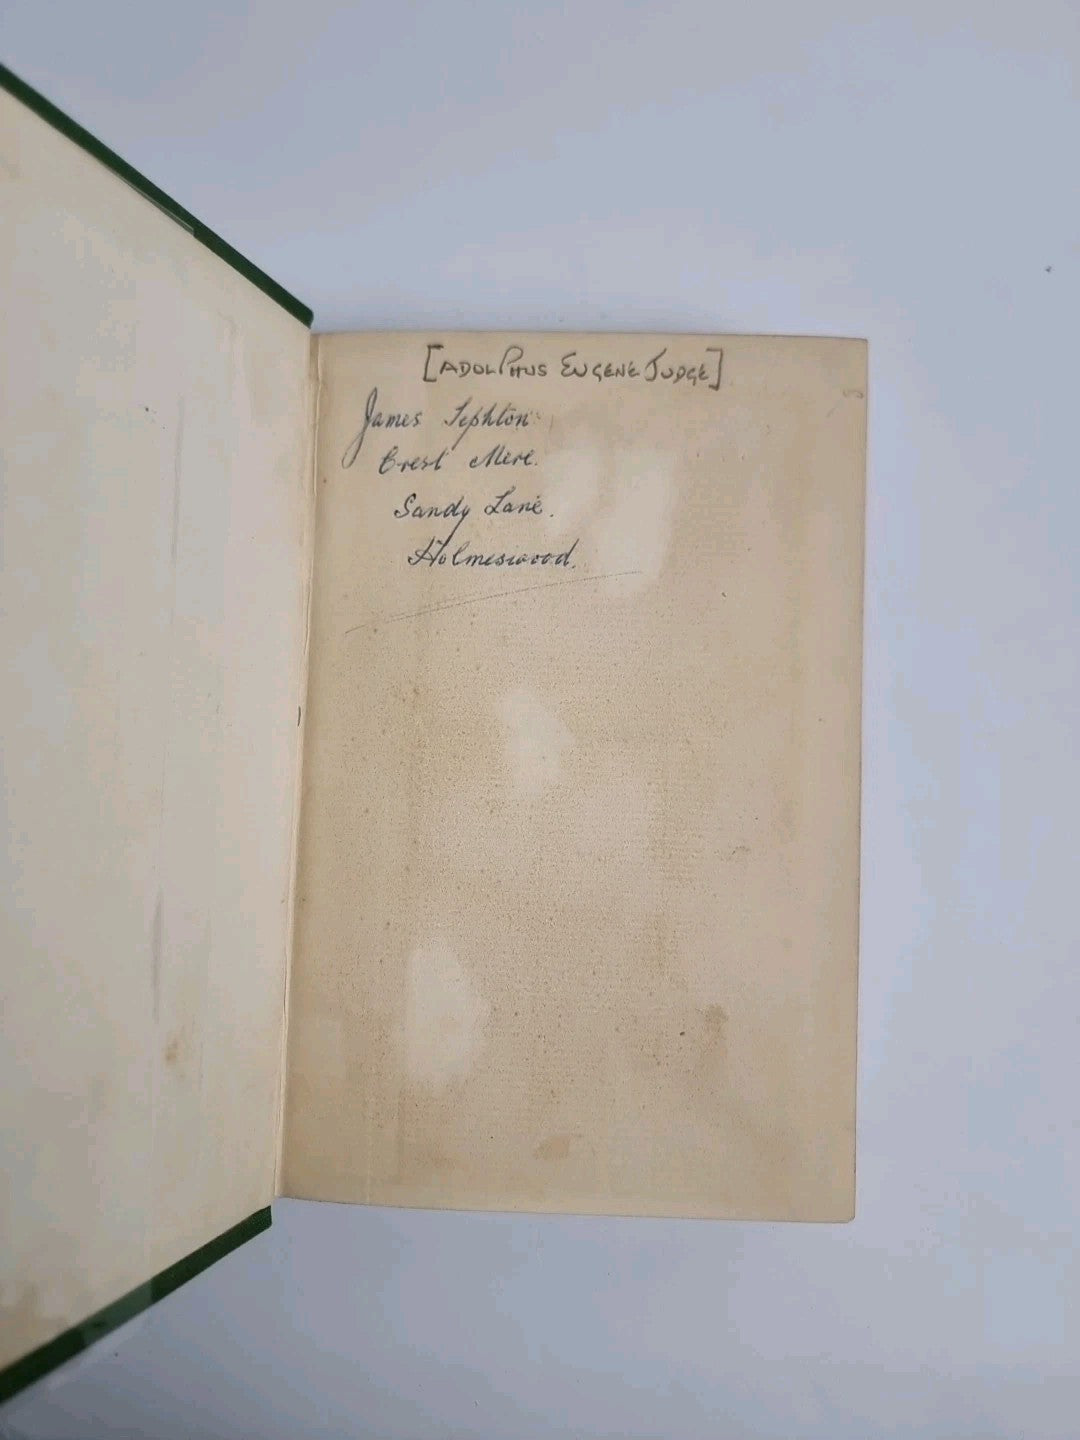 [ADOLPHUS EUGENE JUDGE]
James Sephton
Crest Mere.
Sandy Lane.
Holmeswood.